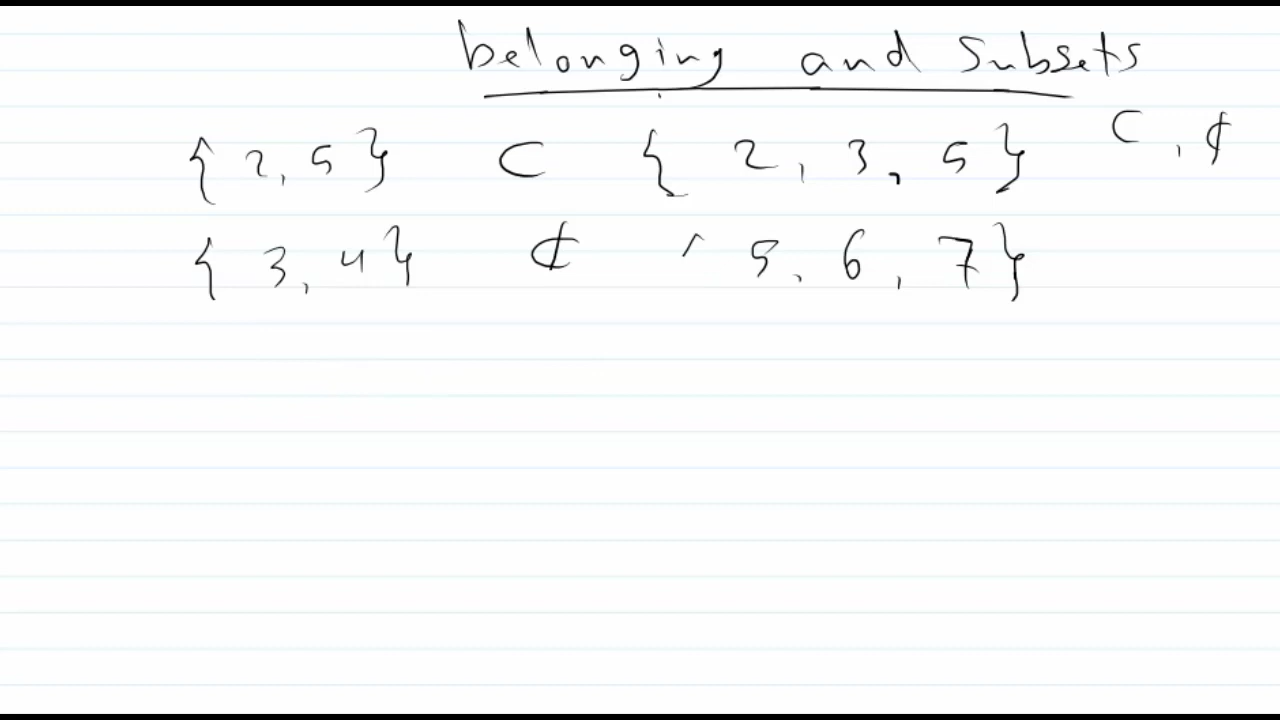 belonging and Subsets
{2,5} ⊂ {2,3,5} ⊂,⊄
{3,4} ⊄ 5,6,7}